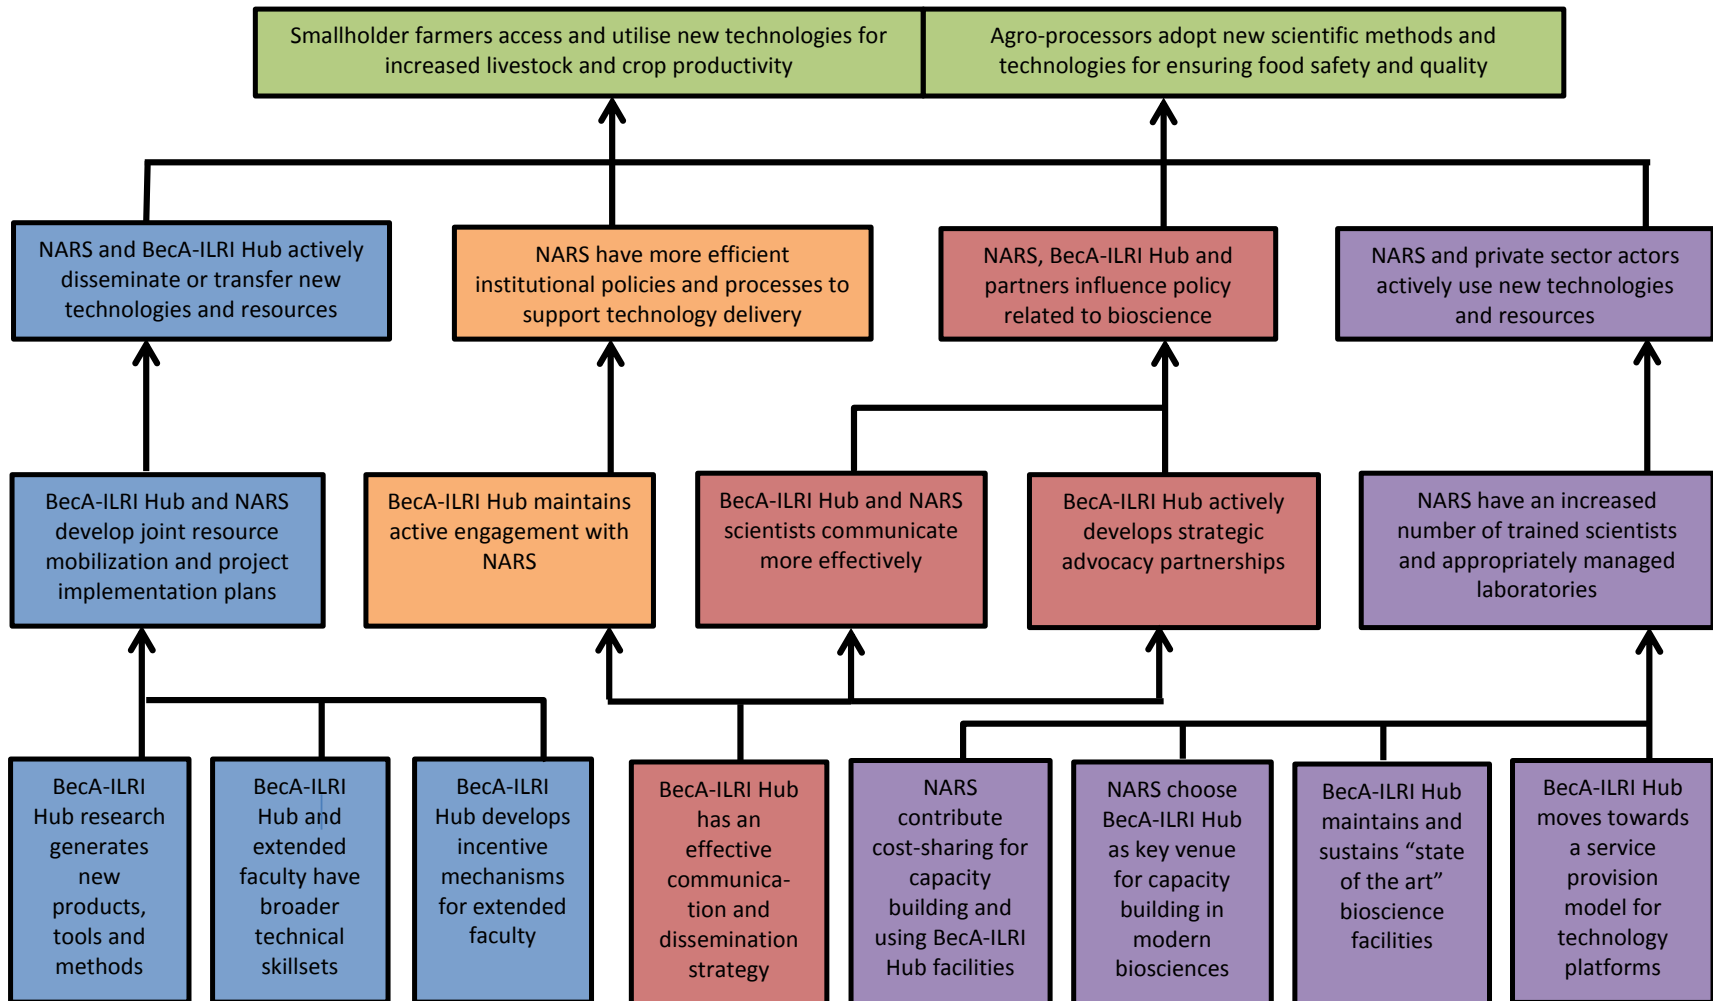 Smallholder farmers access and utilise new technologies for
increased livestock and crop productivity
Agro-processors adopt new scientific methods and
technologies for ensuring food safety and quality
NARS and BecA-ILRI Hub actively
disseminate or transfer new
technologies and resources
NARS have more efficient
institutional policies and processes to
support technology delivery
NARS, BecA-ILRI Hub and
partners influence policy
related to bioscience
NARS and private sector actors
actively use new technologies
and resources
BecA-ILRI Hub and NARS
develop joint resource
mobilization and project
implementation plans
BecA-ILRI Hub maintains
active engagement with
NARS
BecA-ILRI Hub and NARS
scientists communicate
more effectively
BecA-ILRI Hub actively
develops strategic
advocacy partnerships
NARS have an increased
number of trained scientists
and appropriately managed
laboratories
BecA-ILRI
Hub research
generates
new
products,
tools and
methods
BecA-ILRI
Hub and
extended
faculty have
broader
technical
skillsets
BecA-ILRI
Hub develops
incentive
mechanisms
for extended
faculty
BecA-ILRI Hub
has an
effective
communica-
tion and
dissemination
strategy
NARS
contribute
cost-sharing for
capacity
building and
using BecA-ILRI
Hub facilities
NARS choose
BecA-ILRI Hub
as key venue
for capacity
building in
modern
biosciences
BecA-ILRI Hub
maintains and
sustains “state
of the art”
bioscience
facilities
BecA-ILRI Hub
moves towards
a service
provision
model for
technology
platforms